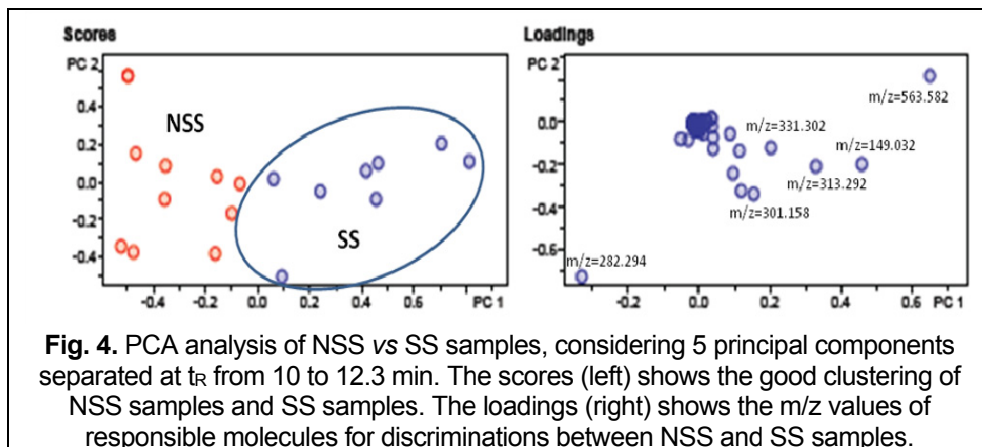 Scores
PC 2
0.4
0.2
0.0
-0.2
-0.4
NSS
SS
-0.4 -0.2 0.0 0.2 0.4 0.6 0.8 PC 1
Loadings
PC 2
0.0
-0.2
-0.4
-0.6
m/z=563.582
m/z=331.302
m/z=149.032
m/z=313.292
m/z=301.158
m/z=282.294
-0.2 0.0 0.2 0.4 0.6 PC 1
Fig. 4. PCA analysis of NSS vs SS samples, considering 5 principal components
separated at tR from 10 to 12.3 min. The scores (left) shows the good clustering of
NSS samples and SS samples. The loadings (right) shows the m/z values of
responsible molecules for discriminations between NSS and SS samples.